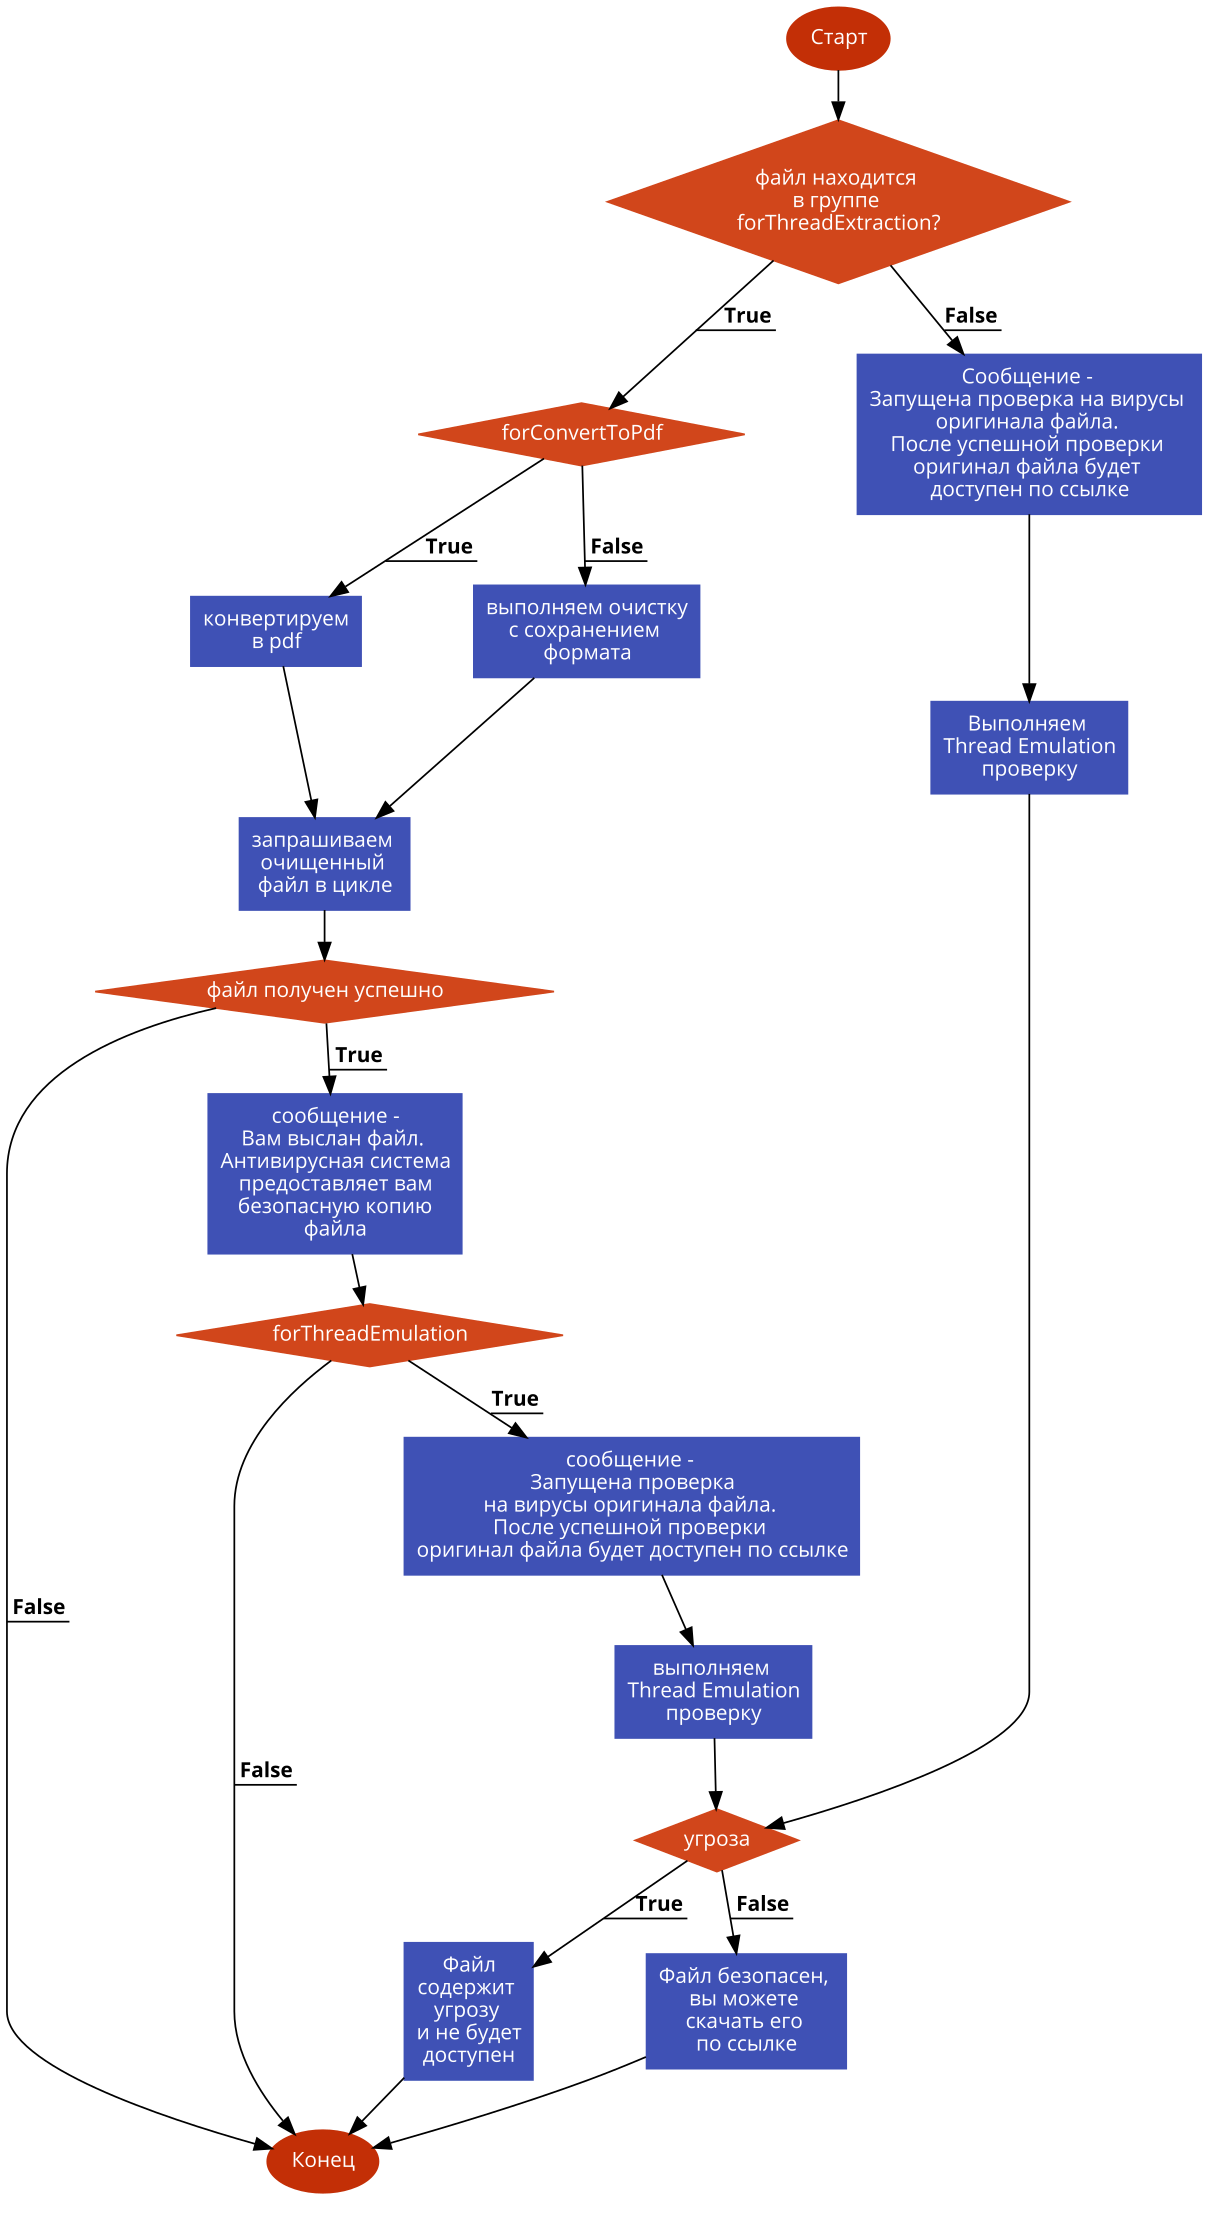 Старт
файл находится
в группе
forThreadExtraction?
True
False
Сообщение -
Запущена проверка на вирусы
оригинала файла.
После успешной проверки
оригинал файла будет
доступен по ссылке
forConvertToPdf
True
False
конвертируем
в pdf
выполняем очистку
с сохранением
формата
Выполняем
Thread Emulation
проверку
запрашиваем
очищенный
файл в цикле
файл получен успешно
True
сообщение -
Вам выслан файл.
Антивирусная система
предоставляет вам
безопасную копию
файла
forThreadEmulation
True
сообщение -
Запущена проверка
на вирусы оригинала файла.
После успешной проверки
оригинал файла будет доступен по ссылке
False
выполняем
Thread Emulation
проверку
False
угроза
True
False
Файл
содержит
угрозу
и не будет
доступен
Файл безопасен,
вы можете
скачать его
по ссылке
Конец